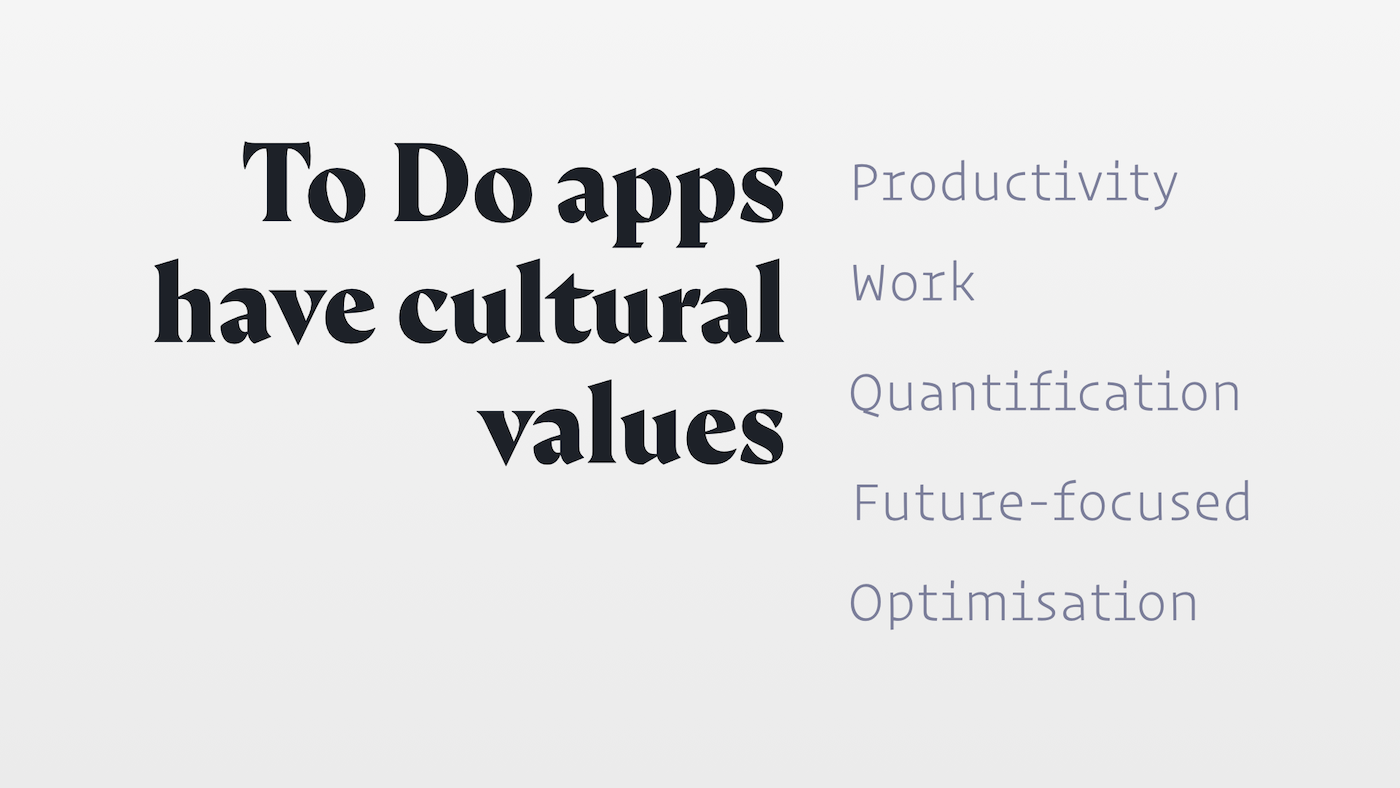 To Do apps
have cultural
values
Productivity
Work
Quantification
Future-focused
Optimisation